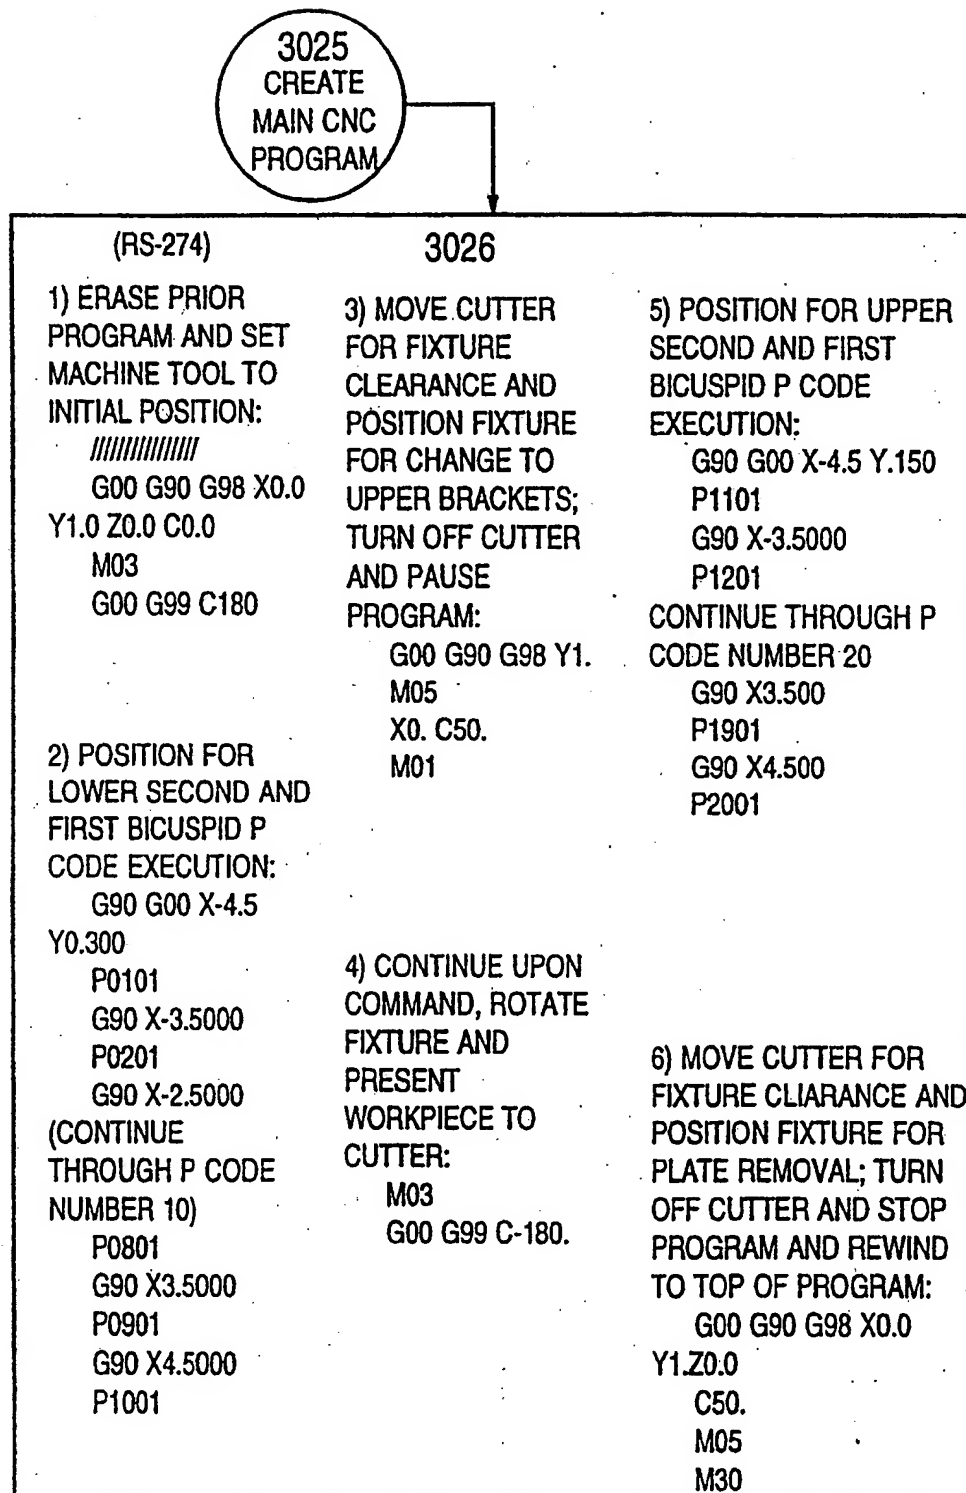 3025
CREATE
MAIN CNC
PROGRAM
(RS-274)
3026
1) ERASE PRIOR
PROGRAM AND SET
MACHINE TOOL TO
INITIAL POSITION:
////////////////
G00 G90 G98 X0.0
Y1.0 Z0.0 C0.0
M03
G00 G99 C180
2) POSITION FOR
LOWER SECOND AND
FIRST BICUSPID P
CODE EXECUTION:
G90 G00 X-4.5
Y0.300
P0101
G90 X-3.5000
P0201
G90 X-2.5000
(CONTINUE
THROUGH P CODE
NUMBER 10)
P0801
G90 X3.5000
P0901
G90 X4.5000
P1001
3) MOVE CUTTER
FOR FIXTURE
CLEARANCE AND
POSITION FIXTURE
FOR CHANGE TO
UPPER BRACKETS;
TURN OFF CUTTER
AND PAUSE
PROGRAM:
G00 G90 G98 Y1.
M05
X0. C50.
M01
4) CONTINUE UPON
COMMAND, ROTATE
FIXTURE AND
PRESENT
WORKPIECE TO
CUTTER:
M03
G00 G99 C-180.
5) POSITION FOR UPPER
SECOND AND FIRST
BICUSPID P CODE
EXECUTION:
G90 G00 X-4.5 Y.150
P1101
G90 X-3.5000
P1201
CONTINUE THROUGH P
CODE NUMBER 20
G90 X3.500
P1901
G90 X4.500
P2001
6) MOVE CUTTER FOR
FIXTURE CLIARANCE AND
POSITION FIXTURE FOR
PLATE REMOVAL; TURN
OFF CUTTER AND STOP
PROGRAM AND REWIND
TO TOP OF PROGRAM:
G00 G90 G98 X0.0
Y1.Z0.0
C50.
M05
M30